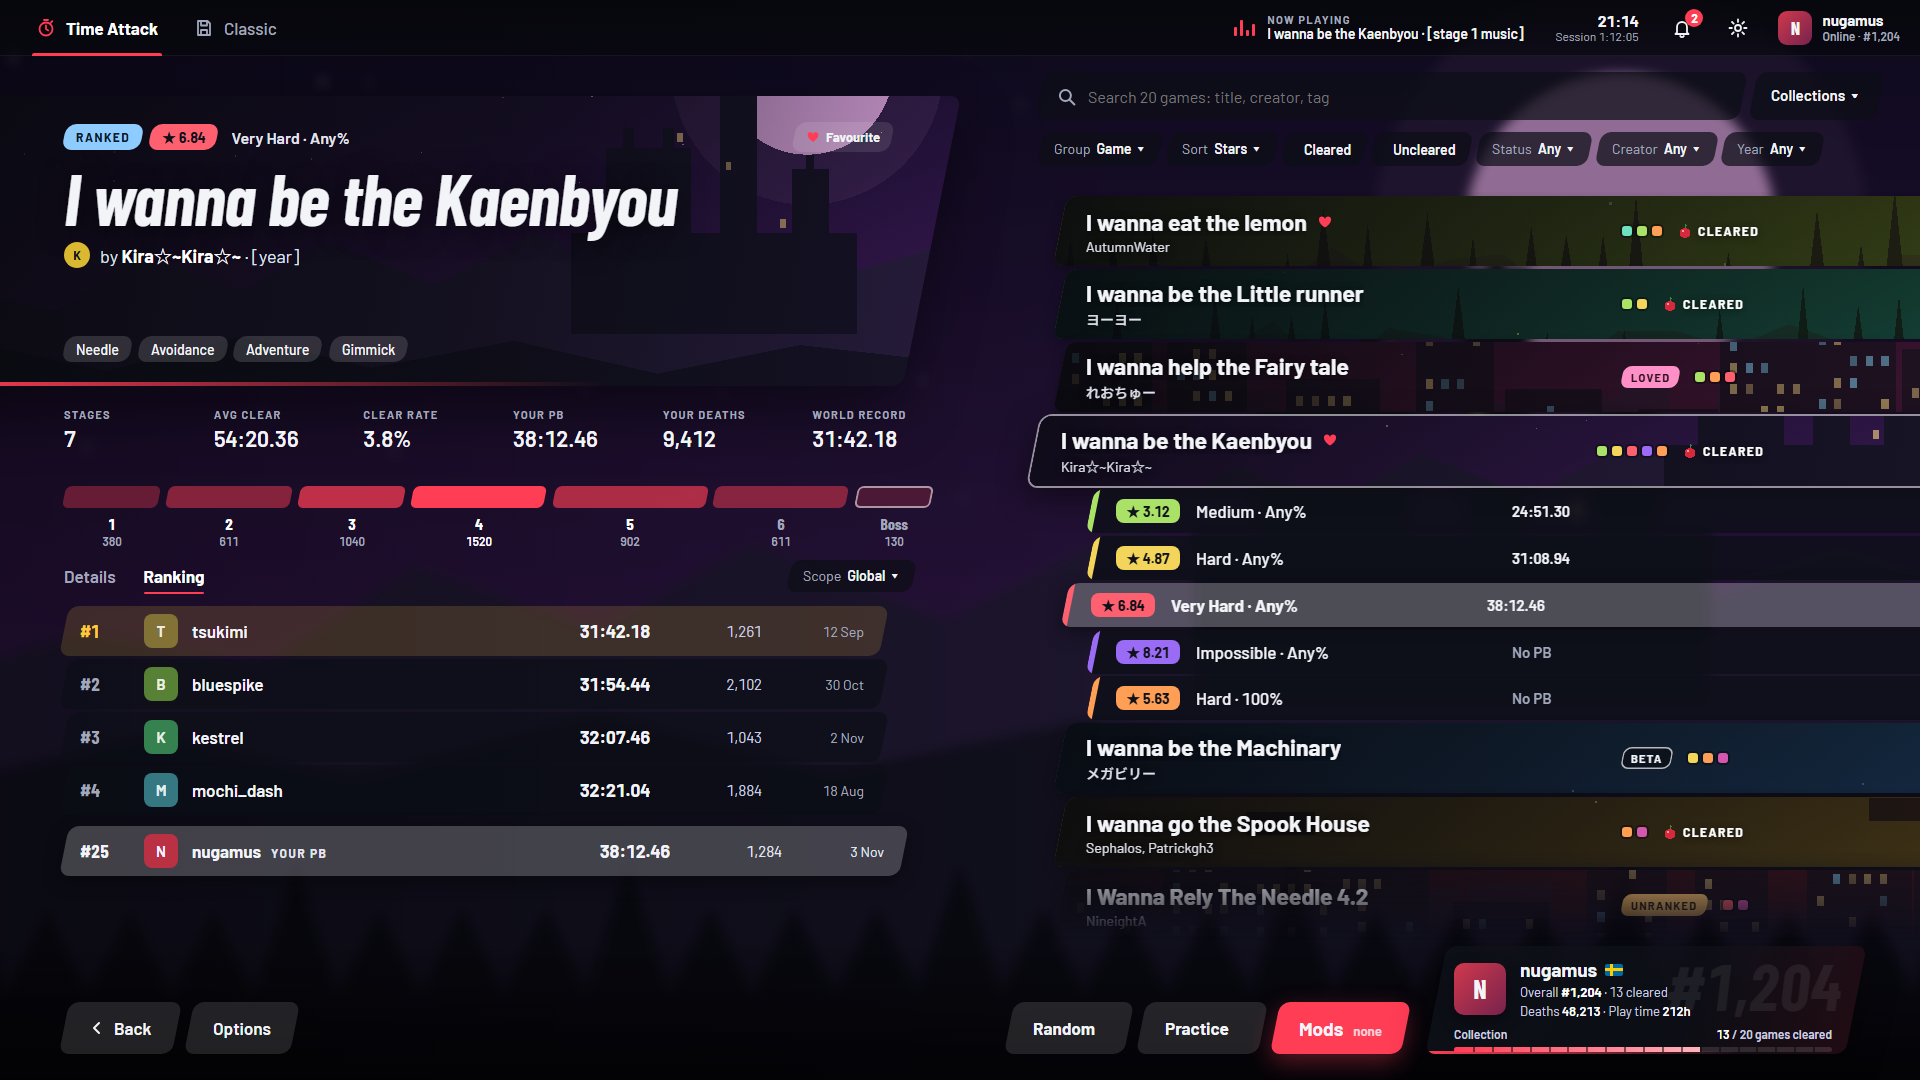 Time Attack
Classic
NOW PLAYING
I wanna be the Kaenbyou · [stage 1 music]
21:14
Session 1:12:05
2
N
nugamus
Online · #1,204
RANKED
★ 6.84
Very Hard · Any%
Favourite
I wanna be the Kaenbyou
K
by Kira☆~Kira☆~ · [year]
Needle
Avoidance
Adventure
Gimmick
STAGES
7
AVG CLEAR
54:20.36
CLEAR RATE
3.8%
YOUR PB
38:12.46
YOUR DEATHS
9,412
WORLD RECORD
31:42.18
1
380
2
611
3
1040
4
1520
5
902
6
611
Boss
130
Details
Ranking
Scope Global
#1 T tsukimi 31:42.18 1,261 12 Sep
#2 B bluespike 31:54.44 2,102 30 Oct
#3 K kestrel 32:07.46 1,043 2 Nov
#4 M mochi_dash 32:21.04 1,884 18 Aug
#25 N nugamus YOUR PB 38:12.46 1,284 3 Nov
Search 20 games: title, creator, tag
Collections
Group Game
Sort Stars
Cleared
Uncleared
Status Any
Creator Any
Year Any
I wanna eat the lemon
AutumnWater
CLEARED
I wanna be the Little runner
ヨーヨー
CLEARED
I wanna help the Fairy tale
れおちゅー
LOVED
I wanna be the Kaenbyou
Kira☆~Kira☆~
CLEARED
★ 3.12 Medium · Any% 24:51.30
★ 4.87 Hard · Any% 31:08.94
★ 6.84 Very Hard · Any% 38:12.46
★ 8.21 Impossible · Any% No PB
★ 5.63 Hard · 100% No PB
I wanna be the Machinary
メガビリー
BETA
I wanna go the Spook House
Sephalos, Patrickgh3
CLEARED
I Wanna Rely The Needle 4.2
NineightA
UNRANKED
Back
Options
Random
Practice
Mods none
N
nugamus
#1,204
Overall #1,204 · 13 cleared
Deaths 48,213 · Play time 212h
Collection
13 / 20 games cleared